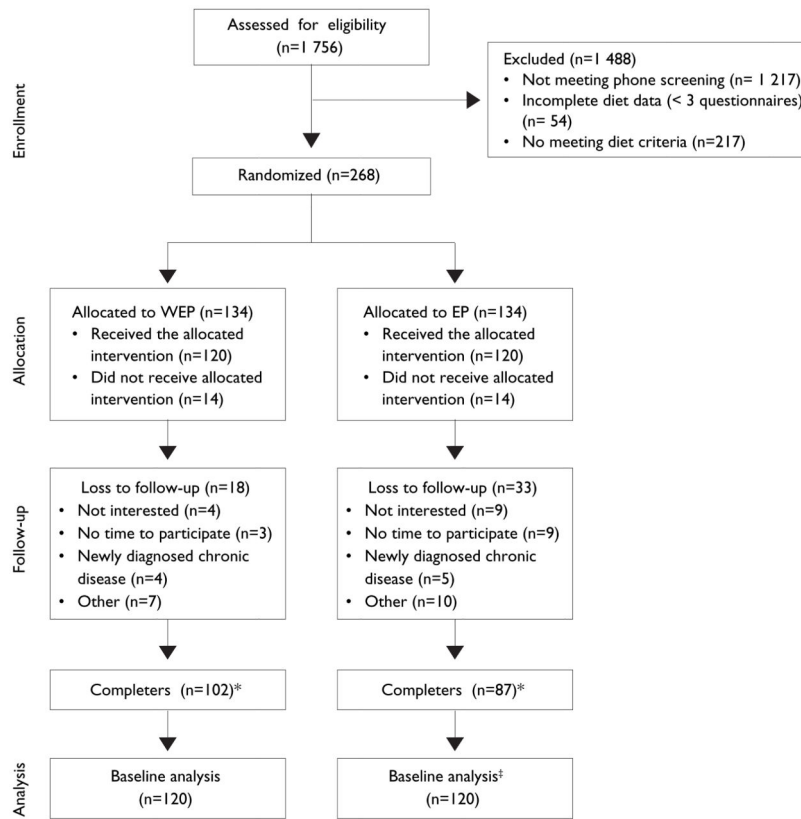 Assessed for eligibility
(n=1 756)
Excluded (n=1 488)
• Not meeting phone screening (n= 1 217)
• Incomplete diet data (< 3 questionnaires)
(n= 54)
• No meeting diet criteria (n=217)
Enrollment
Randomized (n=268)
Allocation
Allocated to WEP (n=134)
• Received the allocated
intervention (n=120)
• Did not receive allocated
intervention (n=14)
Allocated to EP (n=134)
• Received the allocated
intervention (n=120)
• Did not receive allocated
intervention (n=14)
Follow-up
Loss to follow-up (n=18)
• Not interested (n=4)
• No time to participate (n=3)
• Newly diagnosed chronic
disease (n=4)
• Other (n=7)
Loss to follow-up (n=33)
• Not interested (n=9)
• No time to participate (n=9)
• Newly diagnosed chronic
disease (n=5)
• Other (n=10)
Completers (n=102)*
Completers (n=87)*
Analysis
Baseline analysis
(n=120)
Baseline analysis‡
(n=120)